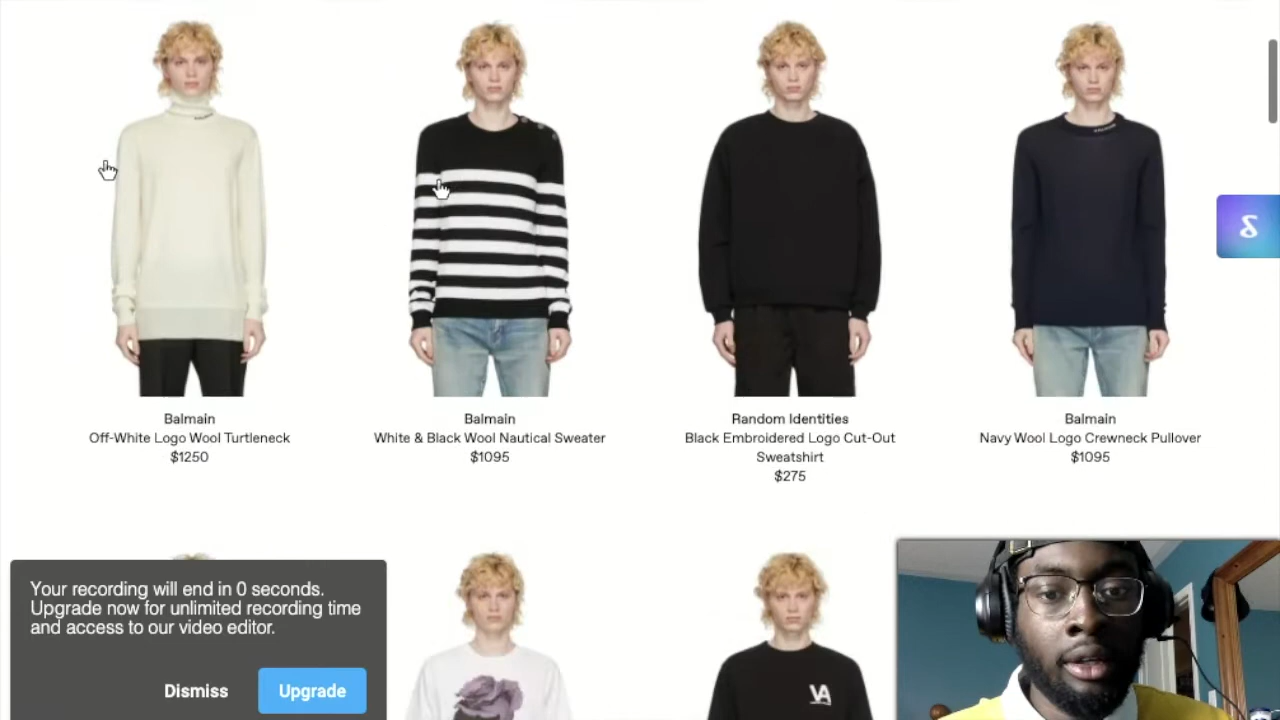 Balmain
Off-White Logo Wool Turtleneck
$1250
Balmain
White & Black Wool Nautical Sweater
$1095
Random Identities
Black Embroidered Logo Cut-Out
Sweatshirt
$275
Balmain
Navy Wool Logo Crewneck Pullover
$1095
Your recording will end in 0 seconds.
Upgrade now for unlimited recording time
and access to our video editor.
Dismiss
Upgrade
VA